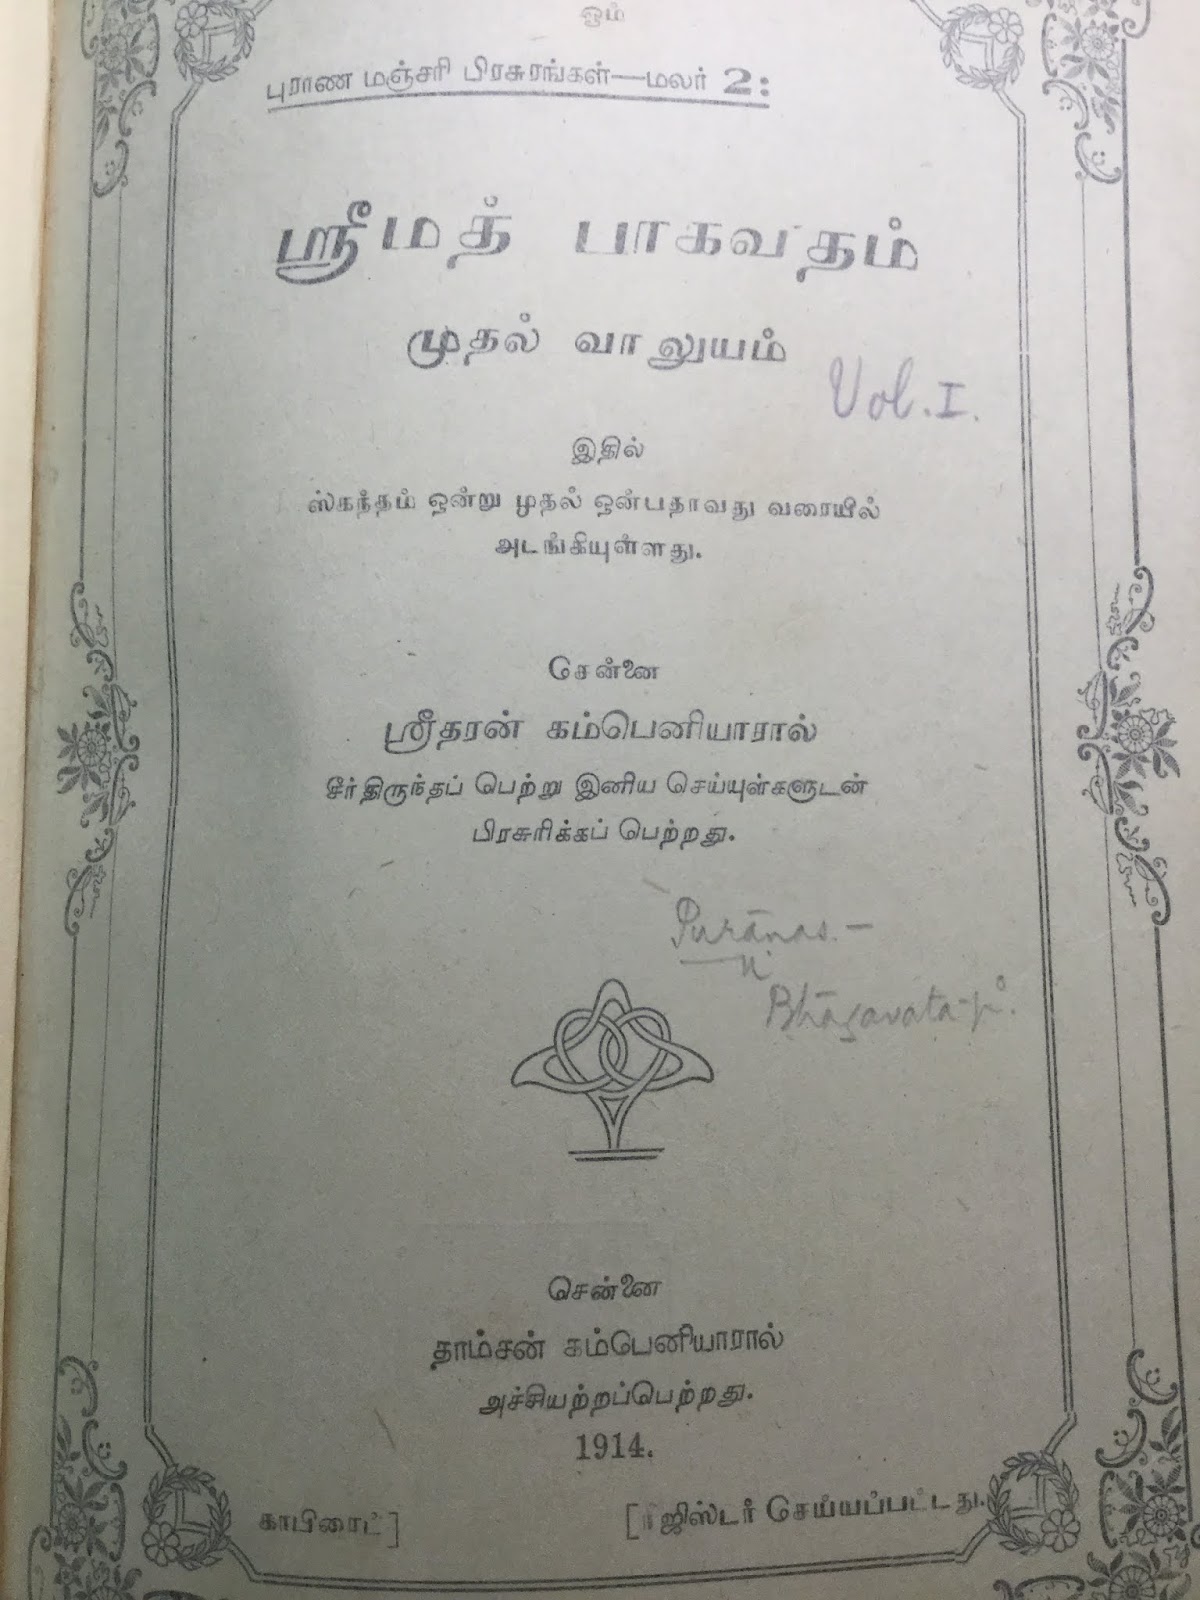 ஓம்
புராண மஞ்சரி பிரசுரங்கள்—மலர் 2:
ஸ்ரீமத் பாகவதம்
முதல் வாலுயம்
Vol. I.
இதில்
ஸ்கந்தம் ஒன்று முதல் ஒன்பதாவது வரையில்
அடங்கியுள்ளது.
சென்னை
ஸ்ரீதரன் கம்பெனியாரால்
சீர்திருந்தப் பெற்று இனிய செய்யுள்களுடன்
பிரசுரிக்கப் பெற்றது.
Purānas.—
Bhāgavata-p°.
சென்னை
தாம்சன் கம்பெனியாரால்
அச்சியற்றப்பெற்றது.
1914.
காபிரைட்]
[ரிஜிஸ்டர் செய்யப்பட்டது.